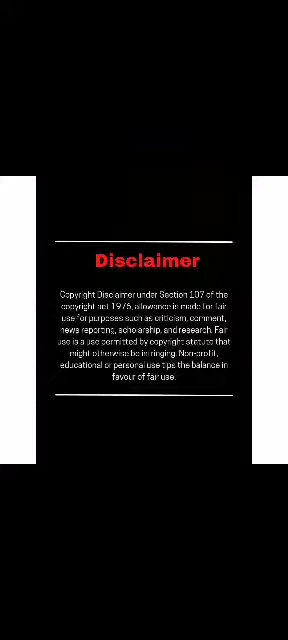 Disclaimer
Copyright Disclaimer under Section 107 of the
copyright act 1976, allowance is made for fair
use for purposes such as criticism, comment,
news reporting, scholarship, and research. Fair
use is a use permitted by copyright statute that
might otherwise be infringing. Non-profit,
educational or personal use tips the balance in
favour of fair use.